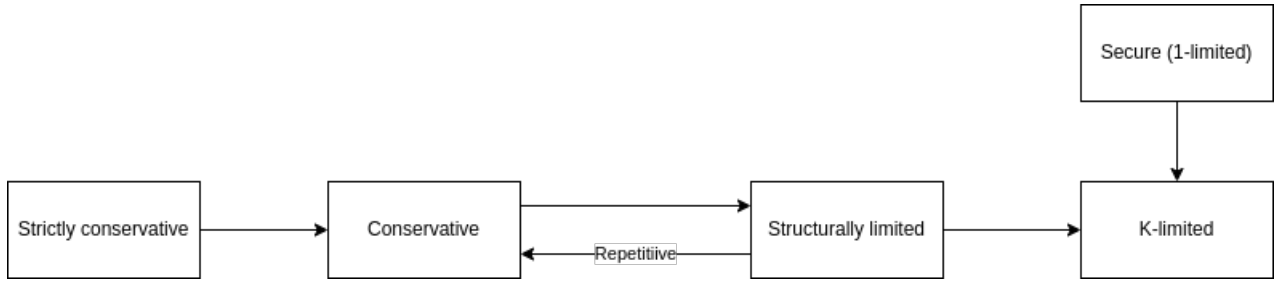 Secure (1-limited)
Strictly conservative
Conservative
Repetitiive
Structurally limited
K-limited